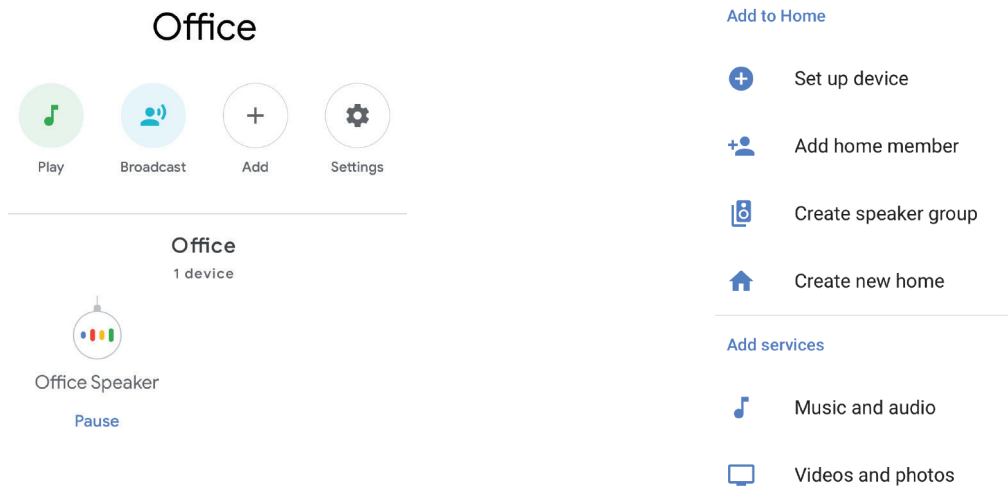 Office
Play
Broadcast
Add
Settings
Office
1 device
Office Speaker
Pause
Add to Home
Set up device
Add home member
Create speaker group
Create new home
Add services
Music and audio
Videos and photos